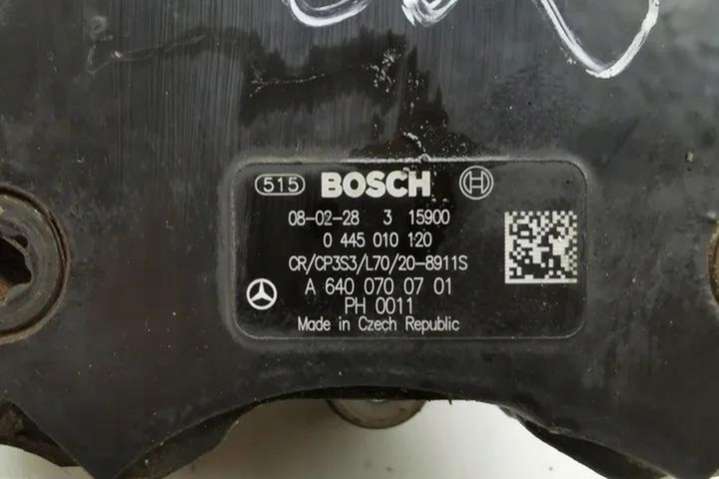 515 BOSCH
08-02-28 3 15900
0 445 010 120
CR/CP3S3/L70/20-8911S
A 640 070 07 01
PH 0011
Made in Czech Republic